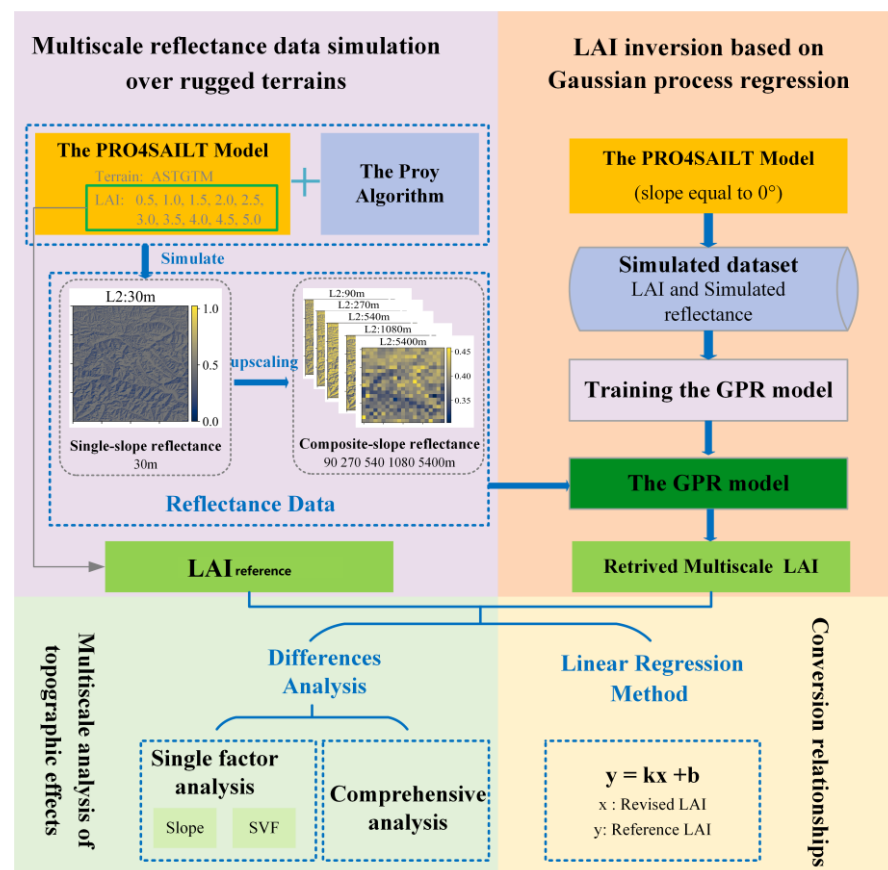 Multiscale reflectance data simulation
over rugged terrains
The PRO4SAILT Model
Terrain: ASTGTM
LAI: 0.5, 1.0, 1.5, 2.0, 2.5,
3.0, 3.5, 4.0, 4.5, 5.0
+
The Proy
Algorithm
Simulate
L2:30m
1.0
0.5
0.0
Single-slope reflectance
30m
upscaling
L2:90m
L2:270m
L2:540m
L2:1080m
L2:5400m
0.45
0.40
0.35
Composite-slope reflectance
90 270 540 1080 5400m
Reflectance Data
LAI reference
LAI inversion based on
Gaussian process regression
The PRO4SAILT Model
(slope equal to 0°)
Simulated dataset
LAI and Simulated
reflectance
Training the GPR model
The GPR model
Retrived Multiscale LAI
Multiscale analysis of
topographic effects
Differences
Analysis
Single factor
analysis
Slope
SVF
Comprehensive
analysis
Linear Regression
Method
y = kx +b
x : Revised LAI
y: Reference LAI
Conversion relationships